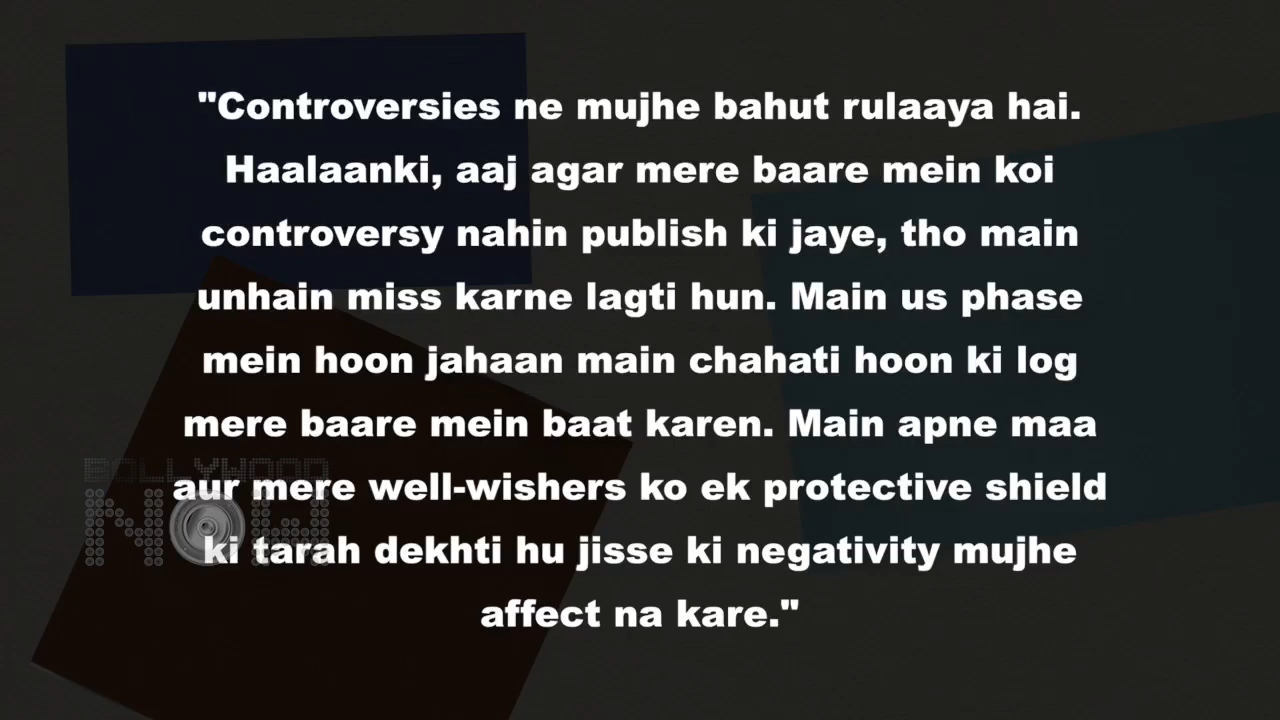 "Controversies ne mujhe bahut rulaaya hai.
Haalaanki, aaj agar mere baare mein koi
controversy nahin publish ki jaye, tho main
unhain miss karne lagti hun. Main us phase
mein hoon jahaan main chahati hoon ki log
mere baare mein baat karen. Main apne maa
BOLLYWOOD
aur mere well-wishers ko ek protective shield
NOW
ki tarah dekhti hu jisse ki negativity mujhe
affect na kare."